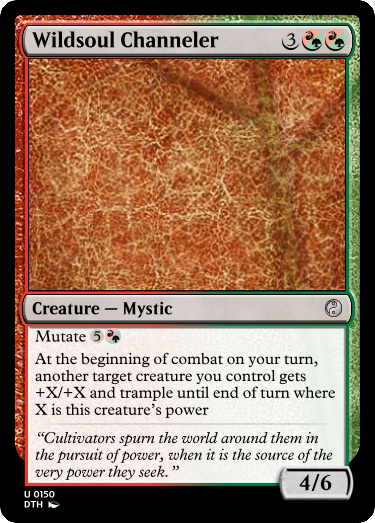 Wildsoul Channeler 3
Creature — Mystic
Mutate 5
At the beginning of combat on your turn,
another target creature you control gets
+X/+X and trample until end of turn where
X is this creature's power
“Cultivators spurn the world around them in
the pursuit of power, when it is the source of the
very power they seek.”
4/6
U 0150
DTH